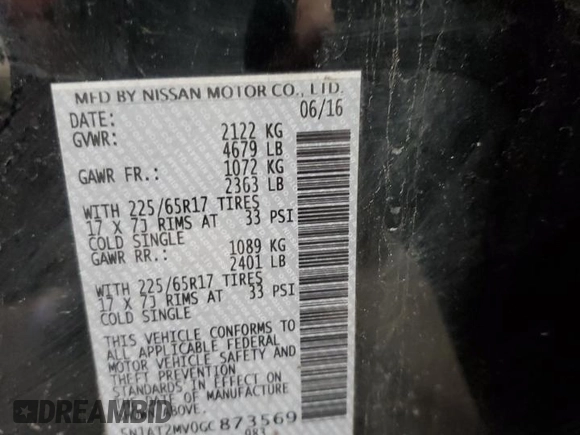 MFD BY NISSAN MOTOR CO., LTD.
DATE: 06/16
GVWR: 2122 KG
4679 LB
GAWR FR.: 1072 KG
2363 LB
WITH 225/65R17 TIRES
17 X 7J RIMS AT 33 PSI
COLD SINGLE
GAWR RR.: 1089 KG
2401 LB
WITH 225/65R17 TIRES
17 X 7J RIMS AT 33 PSI
COLD SINGLE
THIS VEHICLE CONFORMS TO
ALL APPLICABLE FEDERAL
MOTOR VEHICLE SAFETY AND
THEFT PREVENTION
STANDARDS IN EFFECT ON
OF MANUFACTURE
5N1AT2MV0GC873569
083
DREAMBID